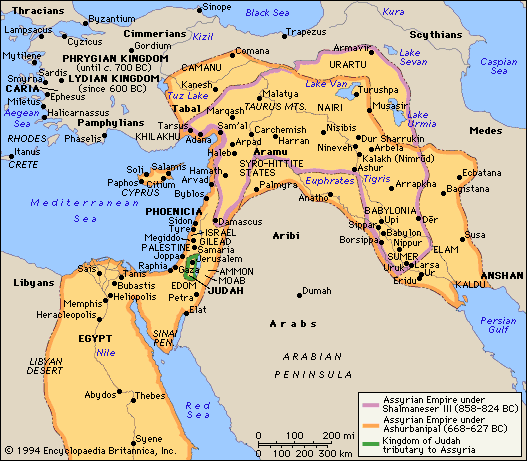 Thracians
Byzantium
Sinope
Black Sea
Kura
Lampsacus
Cimmerians
Trapezus
Scythians
Cyzicus
Gordium
Kizil
Armavir
Mytilene
PHRYGIAN KINGDOM
(until c. 700 BC)
Comana
URARTU
Lake
Sevan
Caspian
Sea
Sardis
CAMANU
Smyrna
LYDIAN KINGDOM
(since 600 BC)
Kanesh
Malatya
Lake Van
Turushpa
CARIA
Ephesus
Tuz Lake
TAURUS MTS.
NAIRI
Miletus
Tabal
Marqash
Musasir
Lake
Urmia
Halicarnassus
Aegean
Sea
Pamphylians
Tarsus
Sam'al
Carchemish
Nisibis
Medes
RHODES
Phaselis
KHILAKHU
Adana
Arpad
Harran
Dur Sharrukin
Itanus
CRETE
Haleb
Aramu
Nineveh
Arbela
Kalakh (Nimrūd)
Soli
Salamis
Hamath
SYRO-HITTITE
STATES
Ashur
Ecbatana
Paphos
Citium
CYPRUS
Arvad
Euphrates
Tigris
Arrapkha
Bagistana
Byblos
Palmyra
Anatho
Mediterranean
Sea
PHOENICIA
BABYLONIA
Upi
Dēr
Sidon
Damascus
Sippar
Tyre
ISRAEL
Aribi
Babylon
Susa
Megiddo
GILEAD
Borsippa
Nippur
ELAM
PALESTINE
Samaria
SUMER
Larsa
Joppa
Jerusalem
Uruk
Ur
ANSHAN
Libyans
Sais
Tanis
Raphia
Gaza
AMMON
Eridu
KALDU
Bubastis
MOAB
EDOM
JUDAH
Memphis
Heliopolis
Petra
Dumah
Heracleopolis
Elat
Persian
Gulf
SINAI
PEN.
Arabs
EGYPT
Nile
LIBYAN
DESERT
ARABIAN
PENINSULA
Abydos
Thebes
Red
Sea
Syene
0 100 200 mi
0 100 200 km
Assyrian Empire under
Shalmaneser III (858-824 BC)
Assyrian Empire under
Ashurbanipal (668-627 BC)
Kingdom of Judah
tributary to Assyria
© 1994 Encyclopaedia Britannica, Inc.